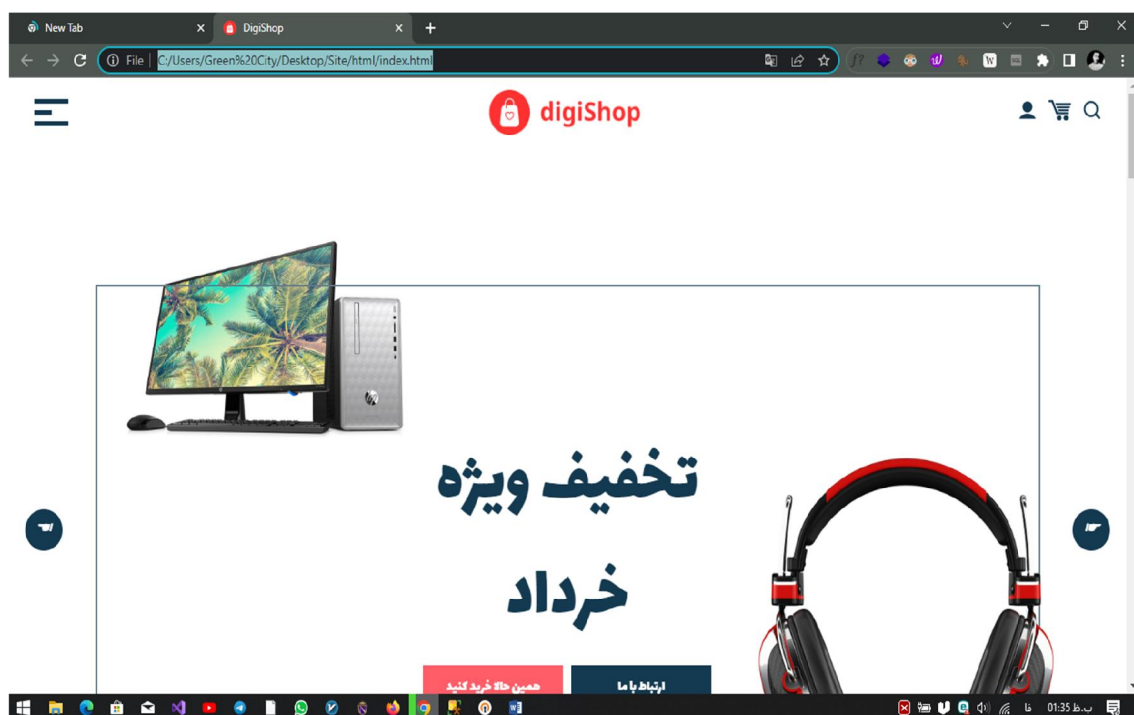 New Tab
DigiShop
File
C:/Users/Green%20City/Desktop/Site/html/index.html
digiShop
تخفیف ویژه
خرداد
ارتباط با ما
همین حالا خرید کنید
فا
01:35 ب.ظ